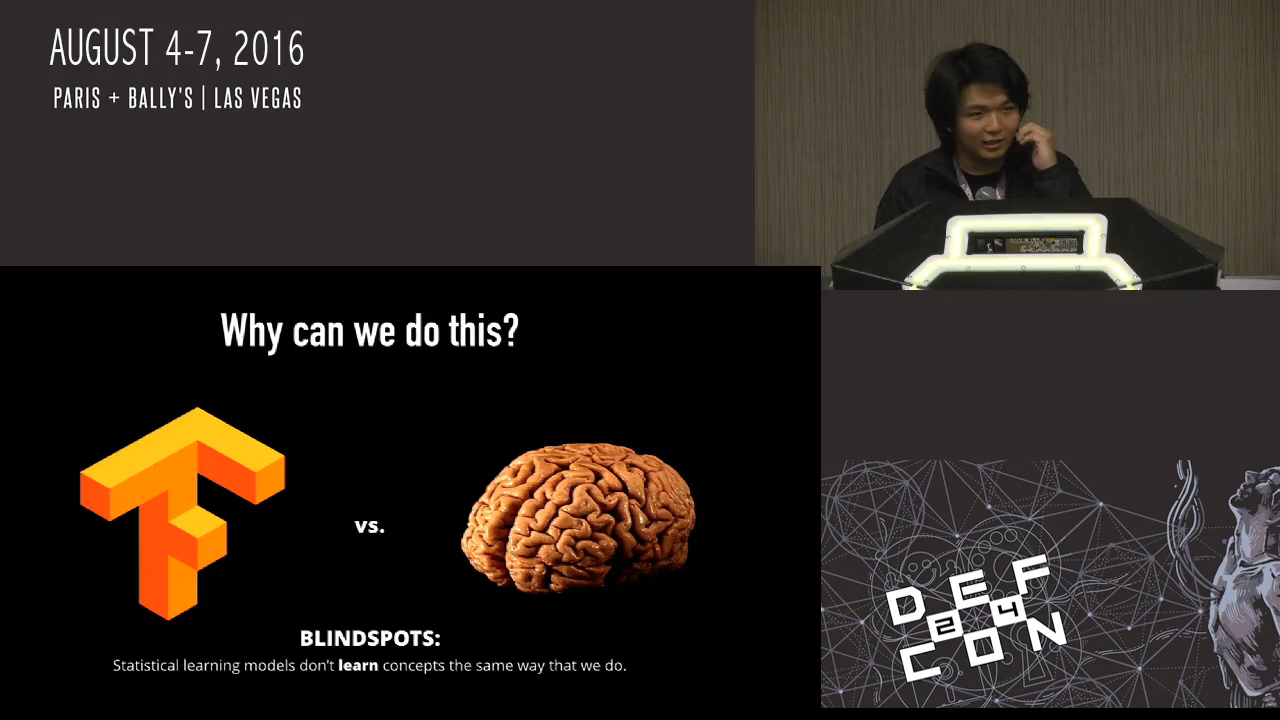 AUGUST 4-7, 2016
PARIS + BALLY'S | LAS VEGAS
Why can we do this?
vs.
BLINDSPOTS:
Statistical learning models don't learn concepts the same way that we do.
DEF
24
CON